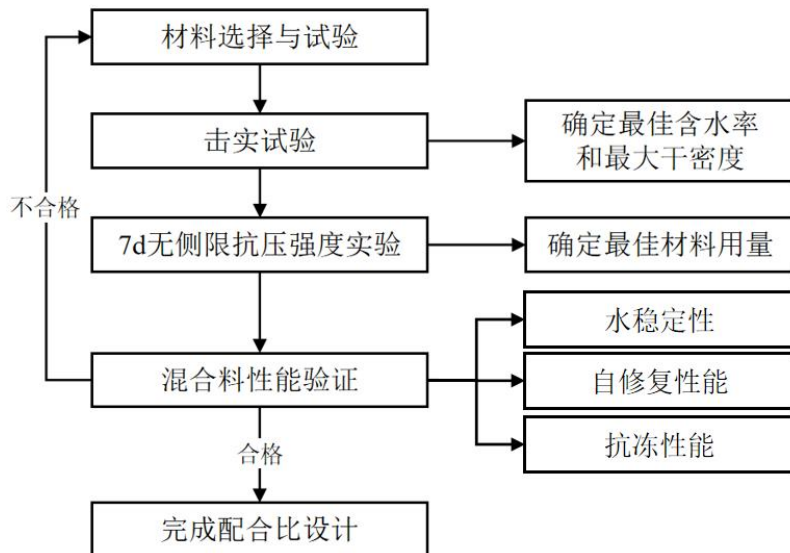 材料选择与试验
击实试验
确定最佳含水率
和最大干密度
不合格
7d无侧限抗压强度实验
确定最佳材料用量
水稳定性
混合料性能验证
自修复性能
抗冻性能
合格
完成配合比设计